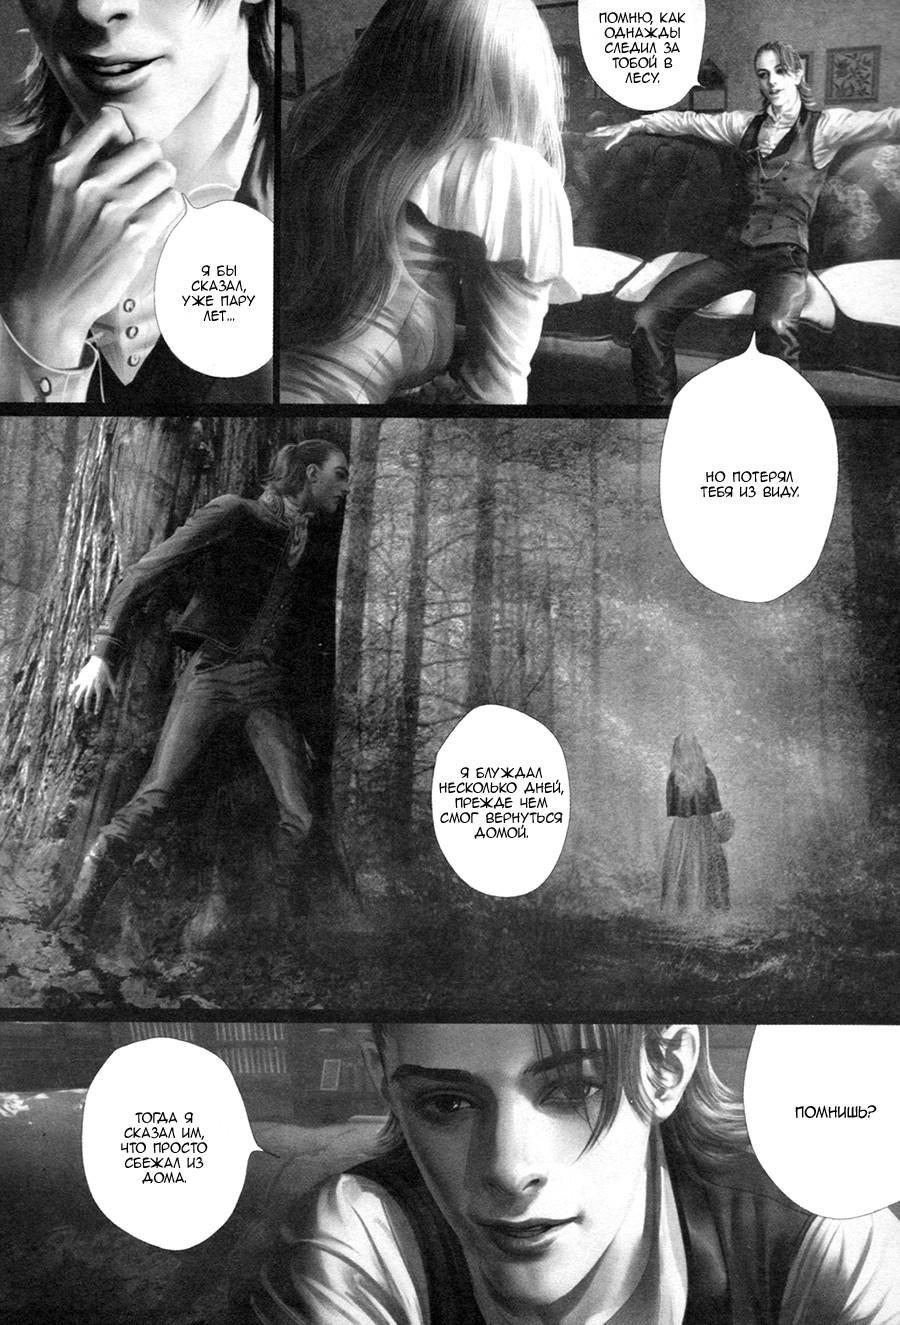 Я БЫ
СКАЗАЛ,
УЖЕ ПАРУ
ЛЕТ...
ПОМНЮ, КАК
ОДНАЖДЫ
СЛЕДИЛ ЗА
ТОБОЙ В
ЛЕСУ.
НО ПОТЕРЯЛ
ТЕБЯ ИЗ ВИДУ.
Я БЛУЖДАЛ
НЕСКОЛЬКО ДНЕЙ,
ПРЕЖДЕ ЧЕМ
СМОГ ВЕРНУТЬСЯ
ДОМОЙ.
ТОГДА Я
СКАЗАЛ ИМ,
ЧТО ПРОСТО
СБЕЖАЛ ИЗ
ДОМА.
ПОМНИШЬ?